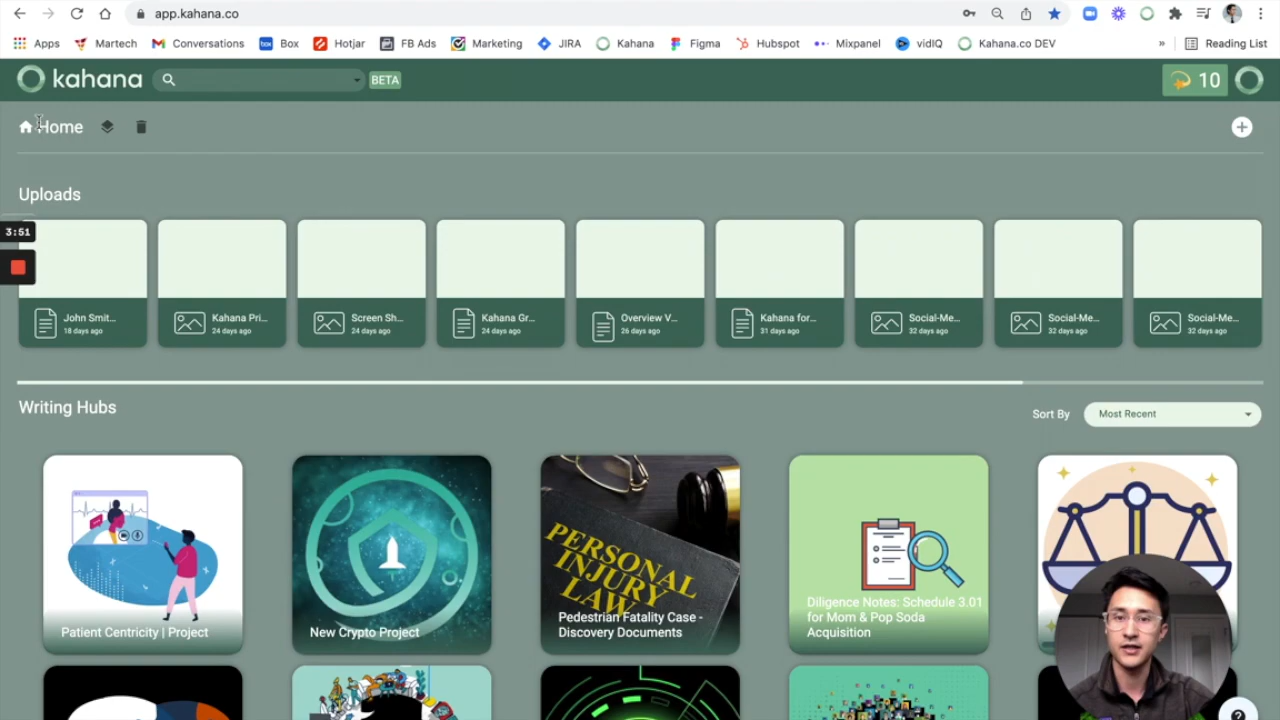 app.kahana.co
Apps Martech Conversations Box Hotjar FB Ads Marketing JIRA Kahana Figma Hubspot Mixpanel vidIQ Kahana.co DEV » Reading List
kahana BETA 10
Home
Uploads
3:51
John Smit...
18 days ago
Kahana Pri...
24 days ago
Screen Sh...
24 days ago
Kahana Gr...
24 days ago
Overview V...
26 days ago
Kahana for...
31 days ago
Social-Me...
32 days ago
Social-Me...
32 days ago
Social-Me...
32 days ago
Writing Hubs
Sort By Most Recent
Patient Centricity | Project
New Crypto Project
PERSONAL
INJURY
LAW
Pedestrian Fatality Case -
Discovery Documents
Diligence Notes: Schedule 3.01
for Mom & Pop Soda
Acquisition
?